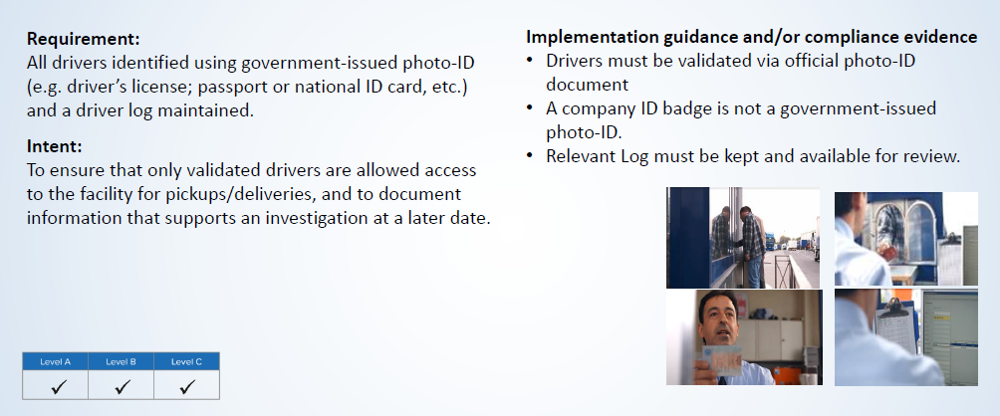 Requirement:
All drivers identified using government-issued photo-ID
(e.g. driver's license; passport or national ID card, etc.)
and a driver log maintained.
Intent:
To ensure that only validated drivers are allowed access
to the facility for pickups/deliveries, and to document
information that supports an investigation at a later date.
Level A Level B Level C
✓ ✓ ✓
Implementation guidance and/or compliance evidence
• Drivers must be validated via official photo-ID
document
• A company ID badge is not a government-issued
photo-ID.
• Relevant Log must be kept and available for review.